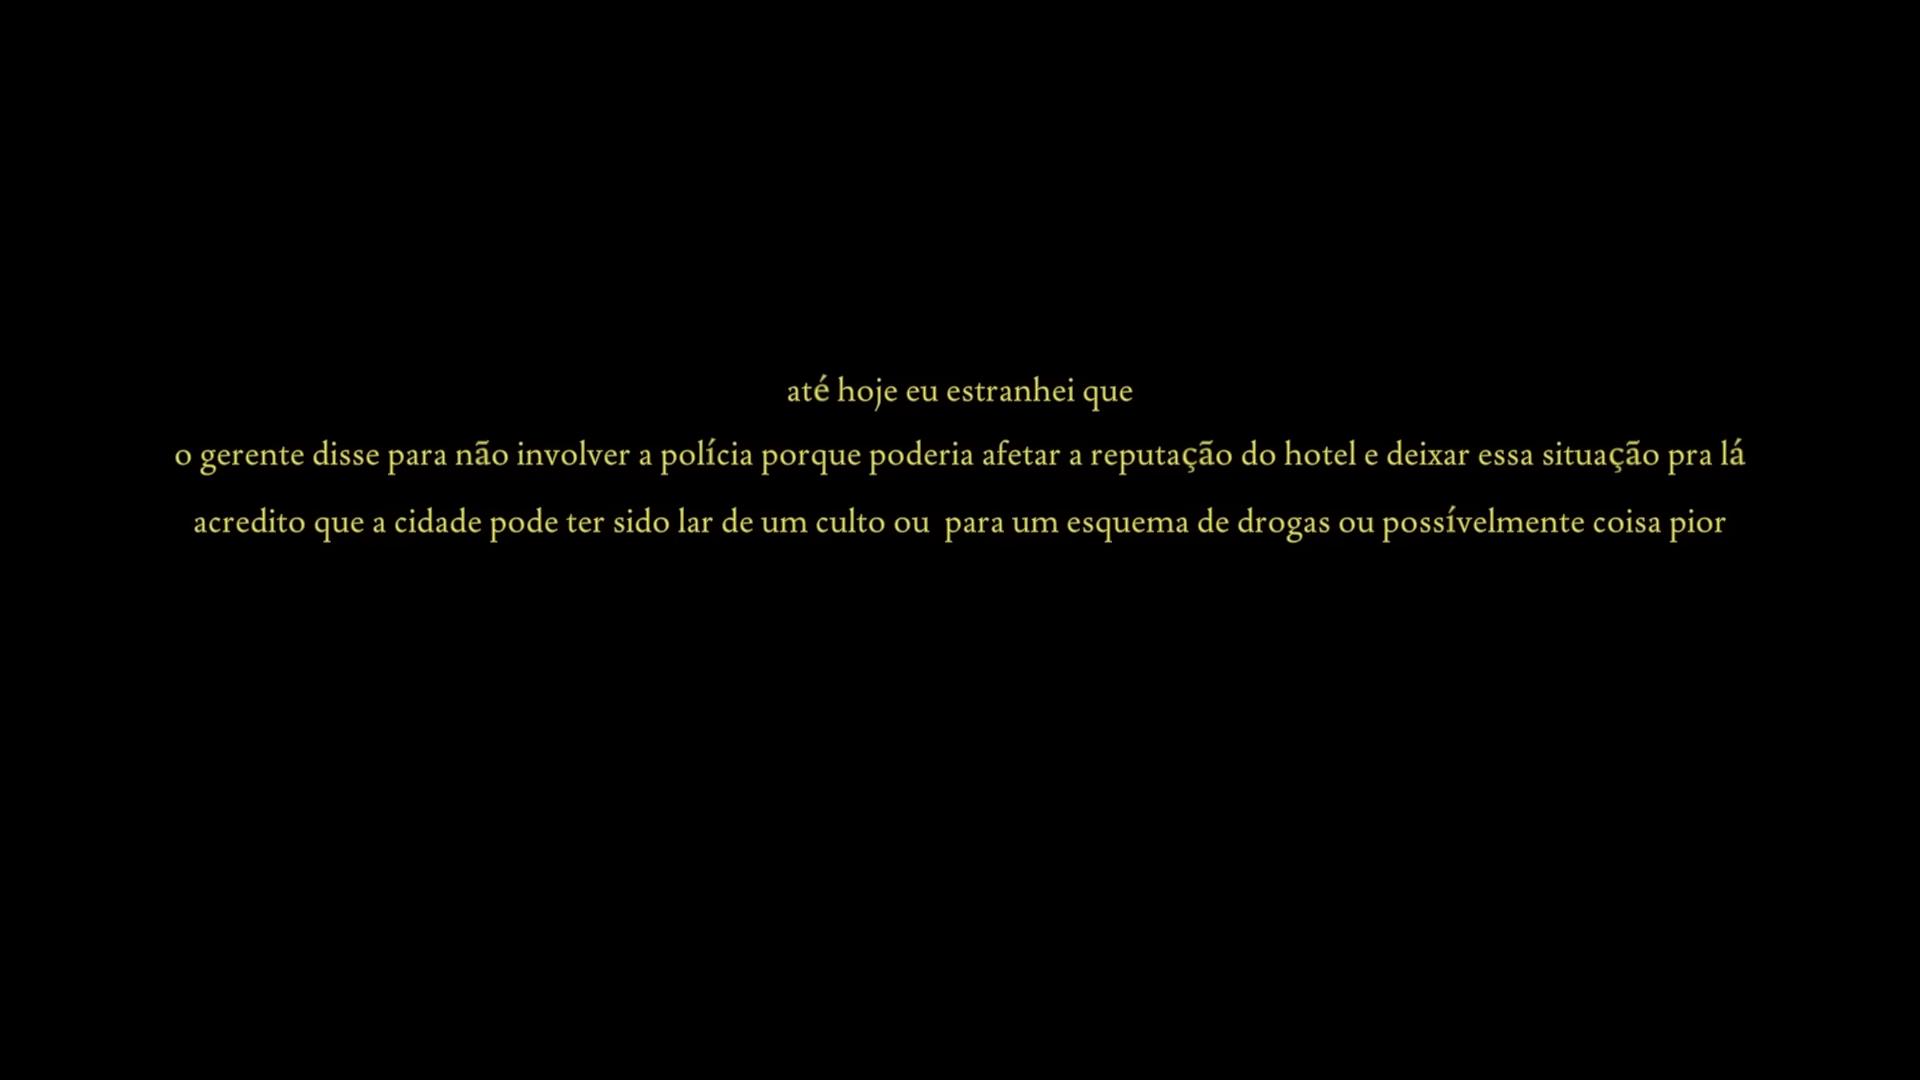 até hoje eu estranhei que
o gerente disse para não involver a polícia porque poderia afetar a reputação do hotel e deixar essa situação pra lá
acredito que a cidade pode ter sido lar de um culto ou  para um esquema de drogas ou possívelmente coisa pior